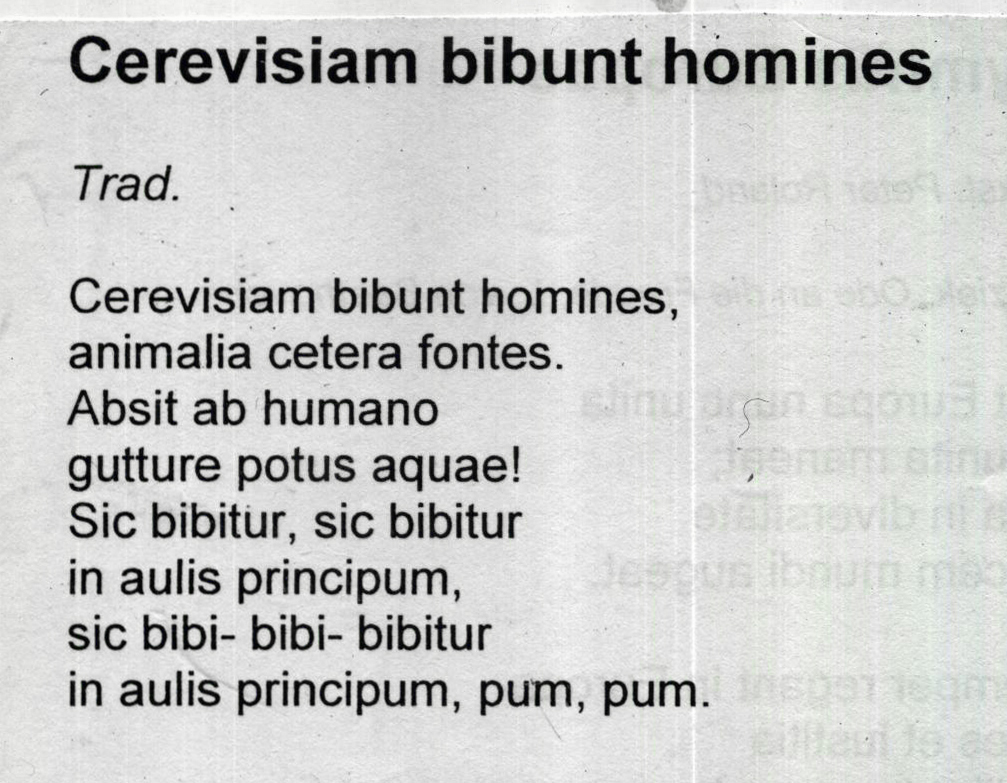 Cerevisiam bibunt homines
Trad.
Cerevisiam bibunt homines,
animalia cetera fontes.
Absit ab humano
gutture potus aquae!
Sic bibitur, sic bibitur
in aulis principum,
sic bibi- bibi- bibitur
in aulis principum, pum, pum.